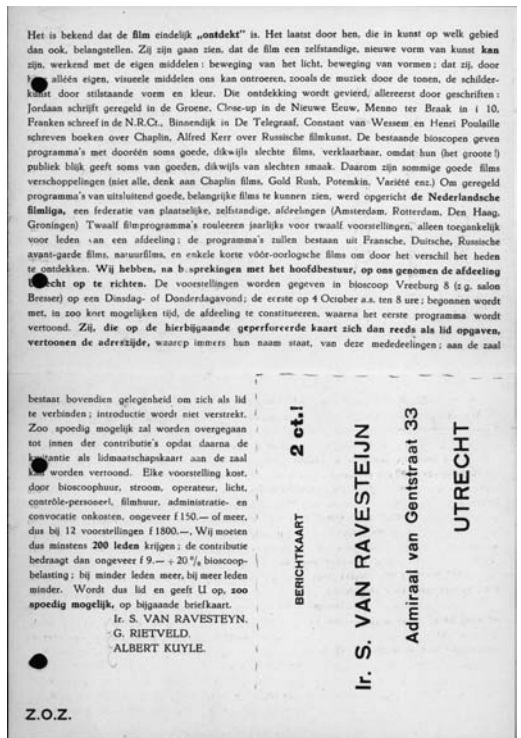 Het is bekend dat de film eindelijk „ontdekt” is. Het laatst door hen, die in kunst op welk gebied
dan ook, belangstellen. Zij zijn gaan zien, dat de film een zelfstandige, nieuwe vorm van kunst kan
zijn, werkend met de eigen middelen : beweging van het licht, beweging van vormen ; dat zij, door
alléén eigen, visueele middelen ons kan ontroeren, zooals de muziek door de tonen, de schilder-
kunst door stilstaande vorm en kleur. Die ontdekking wordt gevierd, allereerst door geschriften :
Jordaan schrijft geregeld in de Groene. Close-up in de Nieuwe Eeuw, Menno ter Braak in i 10,
Franken schreef in de N.R.Ct., Binnendijk in De Telegraaf, Constant van Wessem en Henri Poulaille
schreven boeken over Chaplin, Alfred Kerr over Russische filmkunst. De bestaande bioscopen geven
programma's met dooréén soms goede, dikwijls slechte films, verklaarbaar, omdat hun (het groote !)
publiek blijk geeft soms van goeden, dikwijls van slechten smaak. Daarom zijn sommige goede films
verschoppelingen (niet alle, denk aan Chaplin films, Gold Rush, Potemkin, Variété enz.) Om geregeld
programma's van uitsluitend goede, belangrijke films te kunnen zien, werd opgericht de Nederlandsche
filmliga, een federatie van plaatselijke, zelfstandige, afdeelingen (Amsterdam, Rotterdam, Den Haag,
Groningen) Twaalf filmprogramma's rouleeren jaarlijks voor twaalf voorstellingen, alleen toegankelijk
voor leden van een afdeeling ; de programma's zullen bestaan uit Fransche, Duitsche, Russische
avant-garde films, natuurfilms, en enkele korte vóór-oorlogsche films om door het verschil het heden
te ontdekken. Wij hebben, na besprekingen met het hoofdbestuur, op ons genomen de afdeeling
Utrecht op te richten. De voorstellingen worden gegeven in bioscoop Vreeburg 8 (z g. salon
Bresser) op een Dinsdag- of Donderdagavond ; de eerste op 4 October a.s. ten 8 ure ; begonnen wordt
met, in zoo kort mogelijken tijd, de afdeeling te constitueren, waarna het eerste programma wordt
vertoond. Zij, die op de hierbijgaande geperforeerde kaart zich dan reeds als lid opgaven,
vertoonen de adreszijde, waarop immers hun naam staat, van deze mededeelingen ; aan de zaal
bestaat bovendien gelegenheid om zich als lid
te verbinden ; introductie wordt niet verstrekt.
Zoo spoedig mogelijk zal worden overgegaan
tot innen der contributie's opdat daarna de
kwitantie als lidmaatschapskaart aan de zaal
kan worden vertoond. Elke voorstelling kost,
door bioscoophuur, stroom, operateur, licht,
contrôle-personeel, filmhuur, administratie- en
convocatie onkosten, ongeveer f 150.— of meer,
dus bij 12 voorstellingen f 1800.—, Wij moeten
dus minstens 200 leden krijgen ; de contributie
bedraagt dan ongeveer f 9.— + 20 % bioscoop-
belasting ; bij minder leden meer, bij meer leden
minder. Wordt dus lid en geeft U op, zoo
spoedig mogelijk, op bijgaande briefkaart.
Ir. S. VAN RAVESTEYN.
G. RIETVELD.
ALBERT KUYLE.
Z.O.Z.
BERICHTKAART
2 ct.!
Ir. S. VAN RAVESTEIJN
Admiraal van Gentstraat 33
UTRECHT